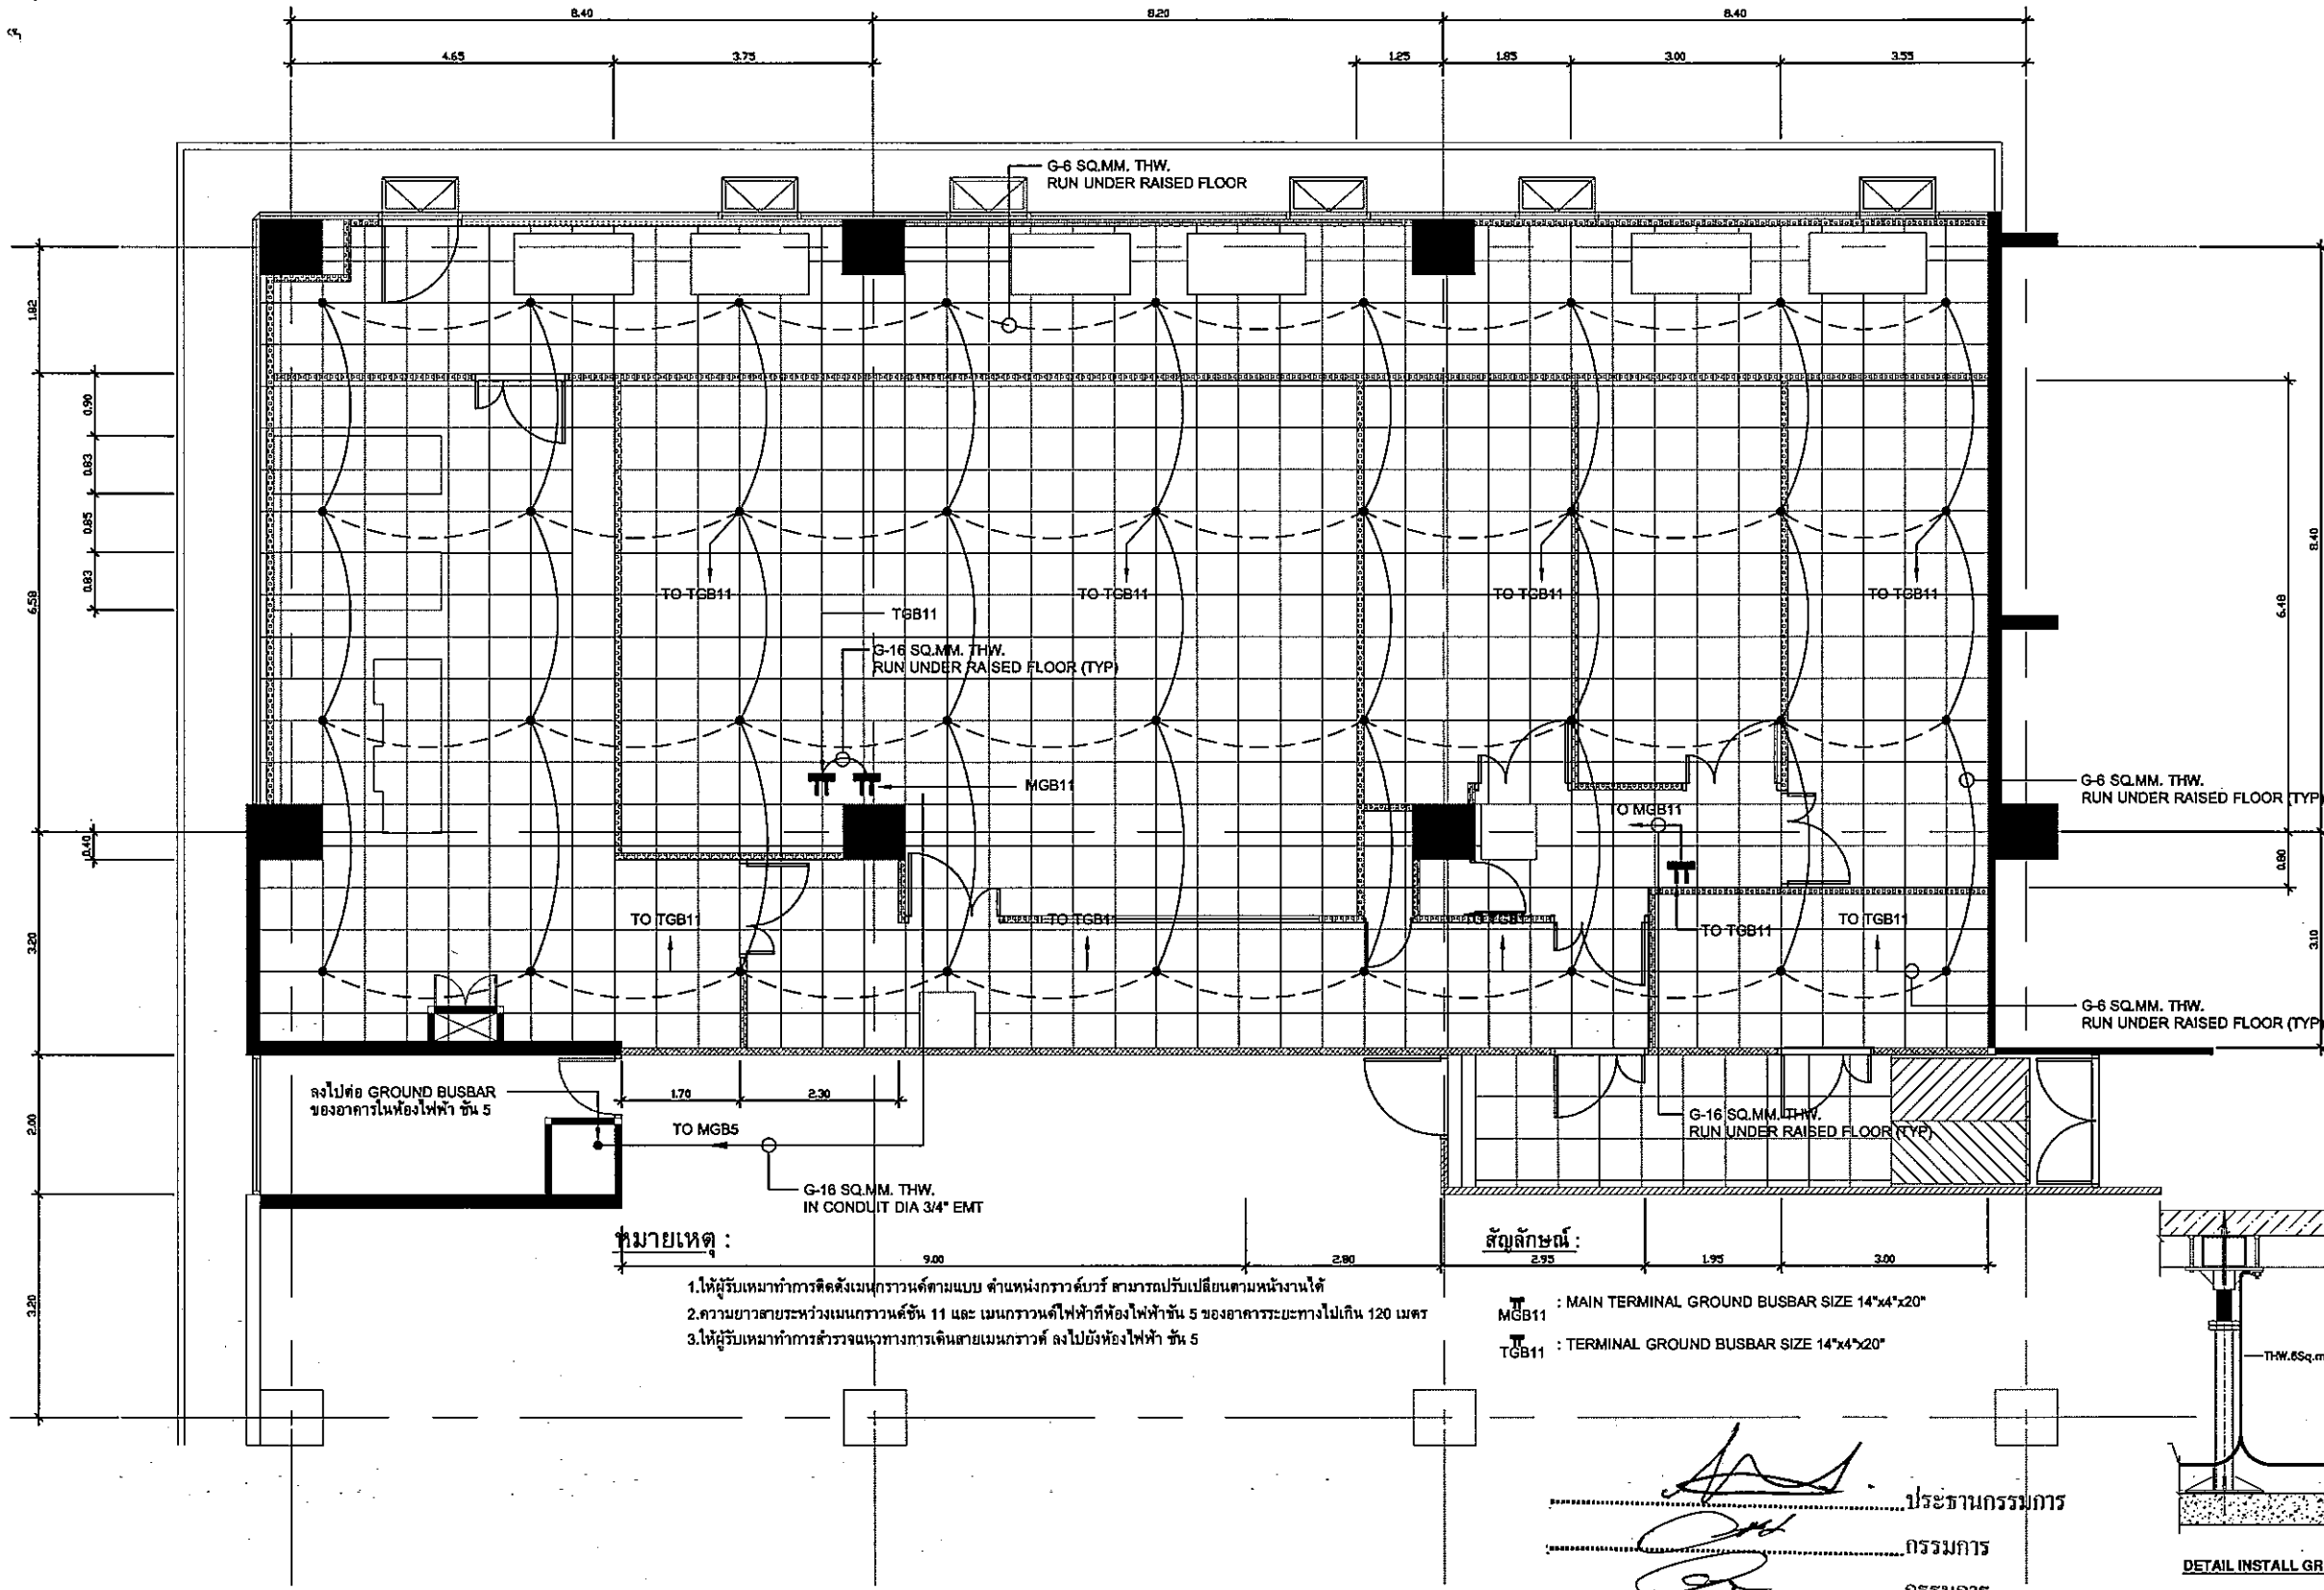 8.40
8.20
8.40
4.65
3.75
1.25
1.85
3.00
3.55
G-6 SQ.MM. THW.
RUN UNDER RAISED FLOOR
1.82
0.90
0.83
0.85
0.83
6.58
0.40
3.20
2.00
3.20
8.40
6.48
0.80
3.10
TO TGB11
TO TGB11
TO TGB11
TO TGB11
TGB11
G-16 SQ.MM. THW.
RUN UNDER RAISED FLOOR (TYP)
MGB11
G-6 SQ.MM. THW.
RUN UNDER RAISED FLOOR (TYP)
TO MGB11
TO TGB11
TO TGB1
TO TGB1
TO TGB11
TO TGB11
G-6 SQ.MM. THW.
RUN UNDER RAISED FLOOR (TYP)
ลงไปต่อ GROUND BUSBAR
ของอาคารในห้องไฟฟ้า ชั้น 5
1.70
2.30
TO MGB5
G-16 SQ.MM. THW.
IN CONDUIT DIA 3/4" EMT
G-16 SQ.MM. THW.
RUN UNDER RAISED FLOOR (TYP)
หมายเหตุ :
9.00
2.80
สัญลักษณ์ :
2.95
1.95
3.00
1.ให้ผู้รับเหมาทำการติดตั้งเมนกราวนด์ตามแบบ ตำแหน่งกราวด์บวร์ สามารถปรับเปลี่ยนตามหน้างานได้
2.ความยาวสายระหว่างเมนกราวนด์ชั้น 11 และ เมนกราวนด์ไฟฟ้าที่ห้องไฟฟ้าชั้น 5 ของอาคารระยะทางไม่เกิน 120 เมตร
3.ให้ผู้รับเหมาทำการสำรวจแนวทางการเดินสายเมนกราวด์ ลงไปยังห้องไฟฟ้า ชั้น 5
MGB11 : MAIN TERMINAL GROUND BUSBAR SIZE 14"x4"x20"
TGB11 : TERMINAL GROUND BUSBAR SIZE 14"x4"x20"
THW.6Sq.m
ประธานกรรมการ
กรรมการ
กรรมการ
DETAIL INSTALL GR